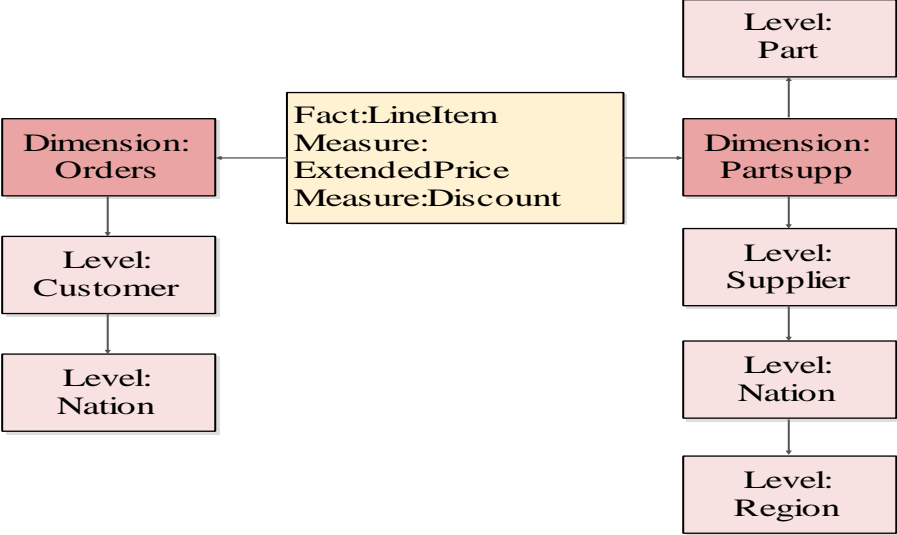 Level:
Part
Fact:LineItem
Measure:
ExtendedPrice
Measure:Discount
Dimension:
Orders
Dimension:
Partsupp
Level:
Customer
Level:
Supplier
Level:
Nation
Level:
Nation
Level:
Region